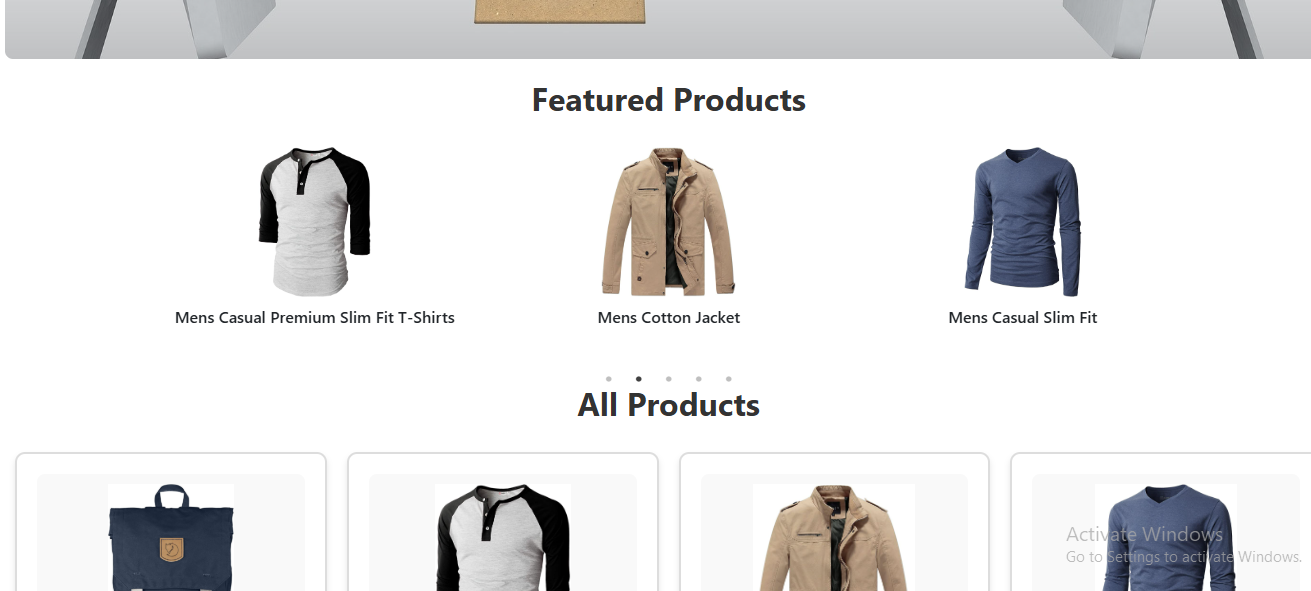 Featured Products
Mens Casual Premium Slim Fit T-Shirts
Mens Cotton Jacket
Mens Casual Slim Fit
All Products
Activate Windows
Go to Settings to activate Windows.